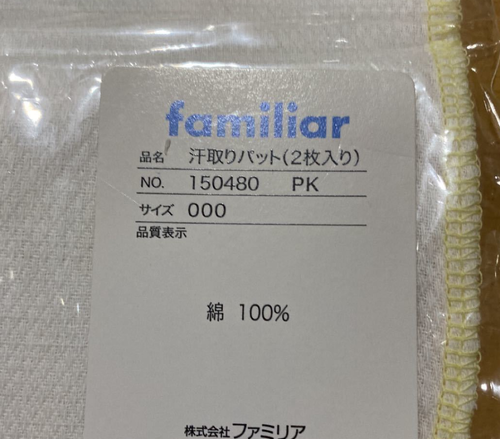 familiar
品名 汗取りパット(2枚入り)
NO. 150480 PK
サイズ 000
品質表示
綿 100%
株式会社ファミリア